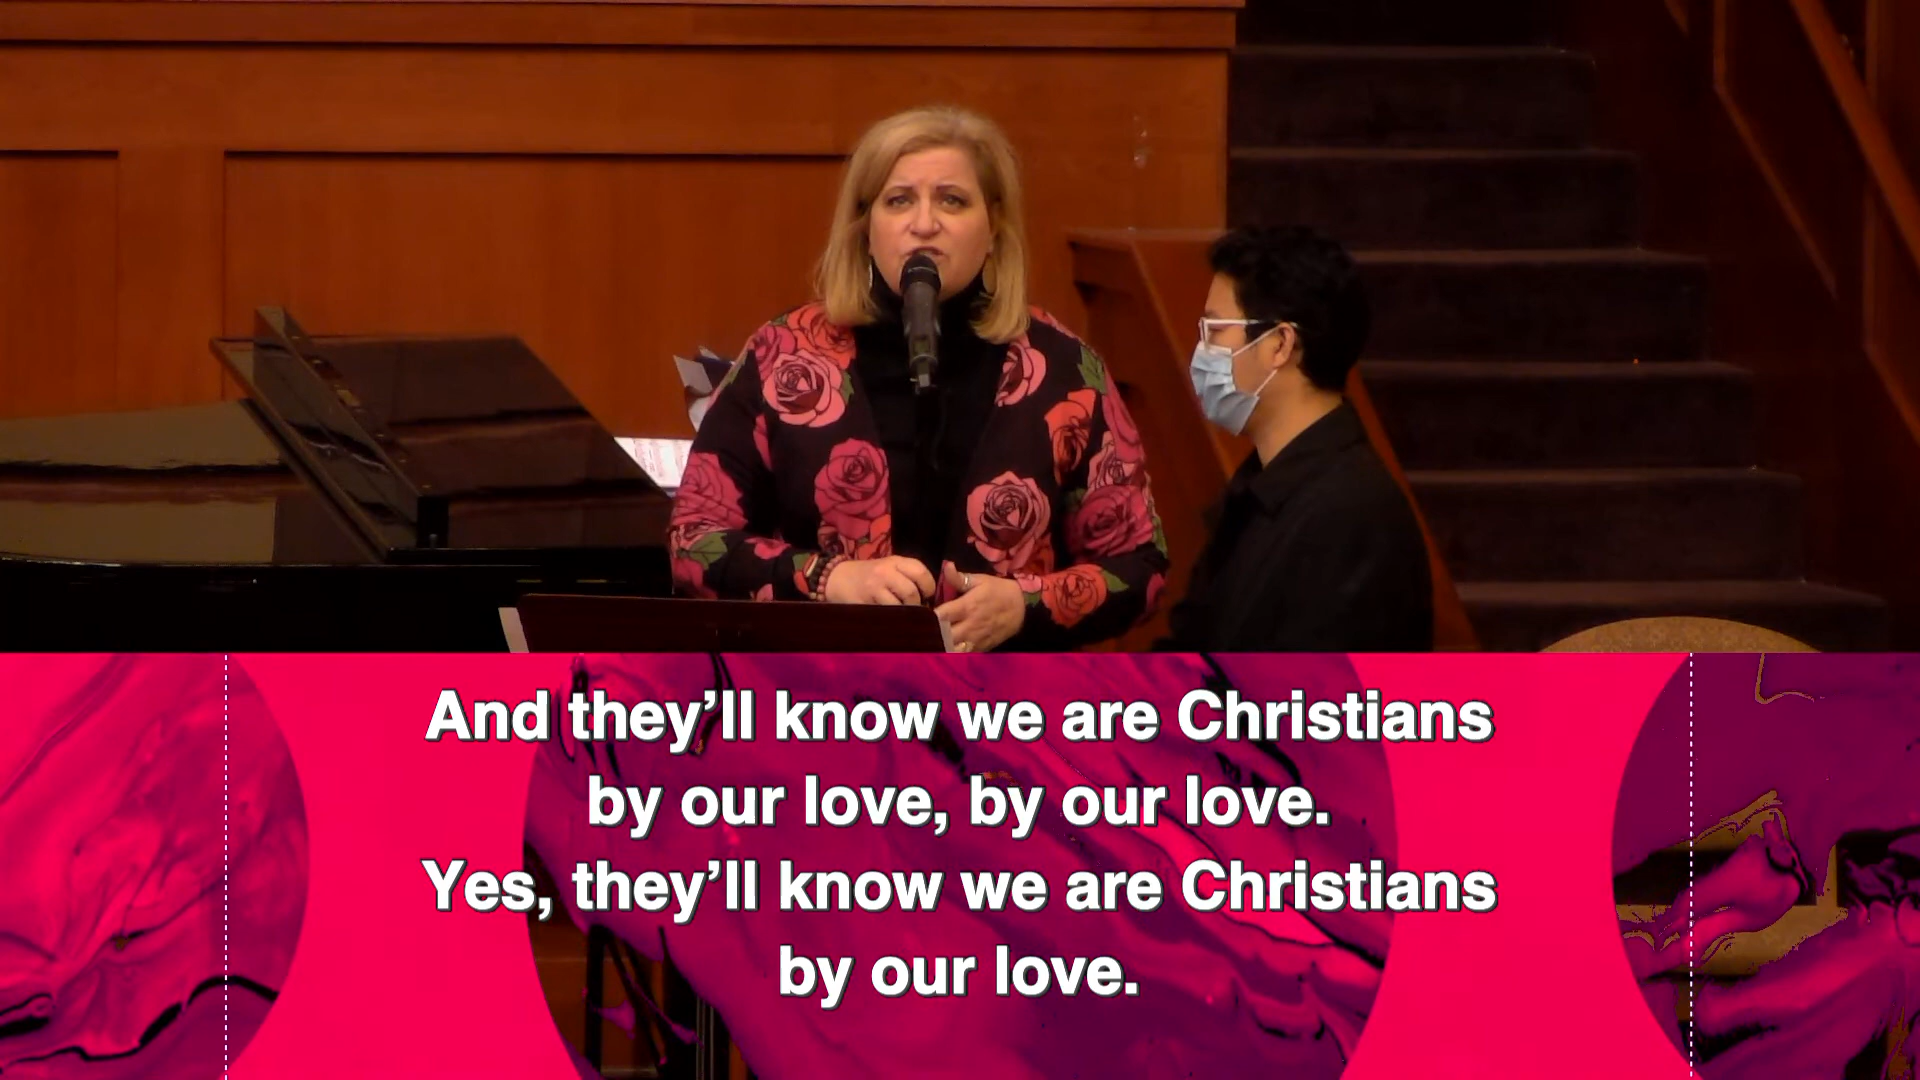 And they’ll know we are Christians
by our love, by our love.
Yes, they’ll know we are Christians
by our love.